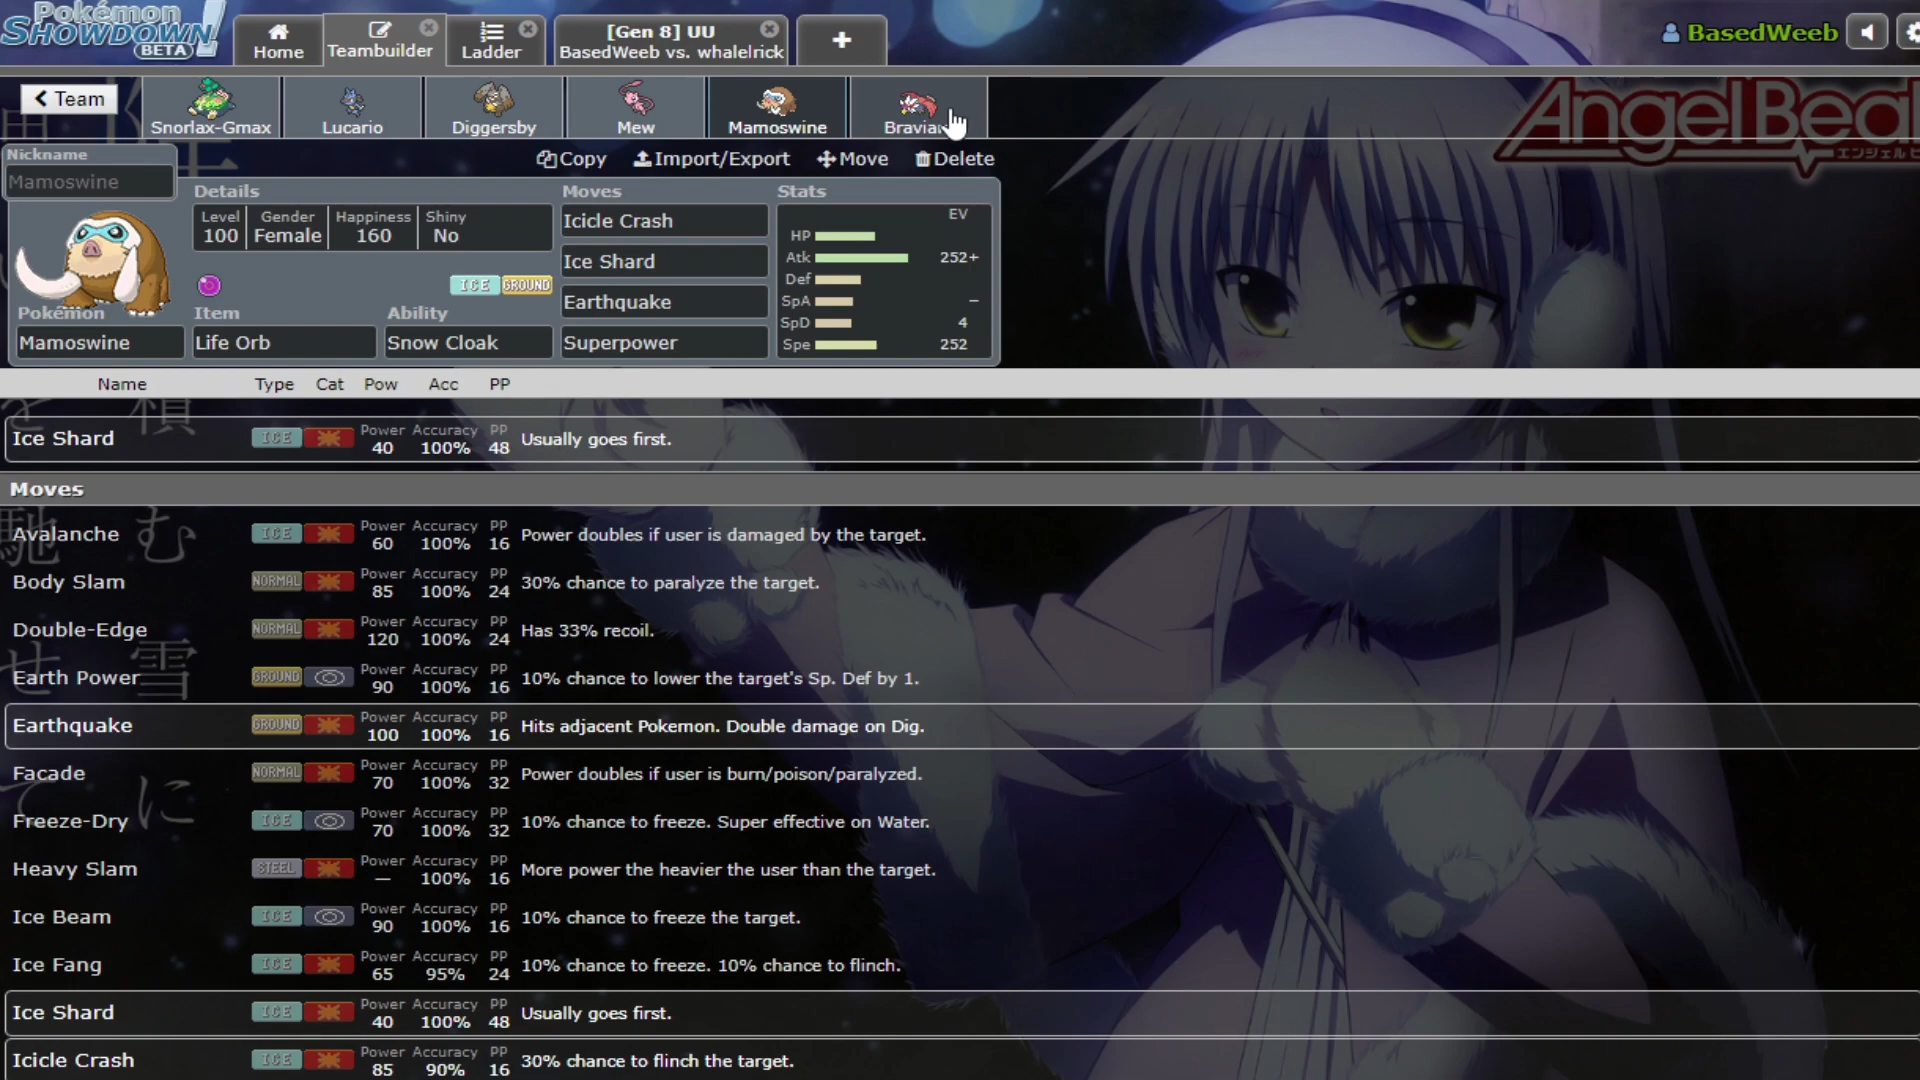 Pokémon
SHOWDOWN!
BETA
Home
Teambuilder
Ladder
[Gen 8] UU
BasedWeeb vs. whalelrick
+
BasedWeeb
Team
Snorlax-Gmax
Lucario
Diggersby
Mew
Mamoswine
Copy
Import/Export
Move
Delete
Nickname
Mamoswine
Details
Level
100
Gender
Female
Happiness
160
Shiny
No
ICE GROUND
Pokémon
Mamoswine
Item
Life Orb
Ability
Snow Cloak
Moves
Icicle Crash
Ice Shard
Earthquake
Superpower
Stats
EV
HP
Atk 252+
Def
SpA –
SpD 4
Spe 252
Name Type Cat Pow Acc PP
Ice Shard ICE Power 40 Accuracy 100% PP 48 Usually goes first.
Moves
Avalanche ICE Power 60 Accuracy 100% PP 16 Power doubles if user is damaged by the target.
Body Slam NORMAL Power 85 Accuracy 100% PP 24 30% chance to paralyze the target.
Double-Edge NORMAL Power 120 Accuracy 100% PP 24 Has 33% recoil.
Earth Power GROUND Power 90 Accuracy 100% PP 16 10% chance to lower the target's Sp. Def by 1.
Earthquake GROUND Power 100 Accuracy 100% PP 16 Hits adjacent Pokemon. Double damage on Dig.
Facade NORMAL Power 70 Accuracy 100% PP 32 Power doubles if user is burn/poison/paralyzed.
Freeze-Dry ICE Power 70 Accuracy 100% PP 32 10% chance to freeze. Super effective on Water.
Heavy Slam STEEL Power — Accuracy 100% PP 16 More power the heavier the user than the target.
Ice Beam ICE Power 90 Accuracy 100% PP 16 10% chance to freeze the target.
Ice Fang ICE Power 65 Accuracy 95% PP 24 10% chance to freeze. 10% chance to flinch.
Ice Shard ICE Power 40 Accuracy 100% PP 48 Usually goes first.
Icicle Crash ICE Power 85 Accuracy 90% PP 16 30% chance to flinch the target.